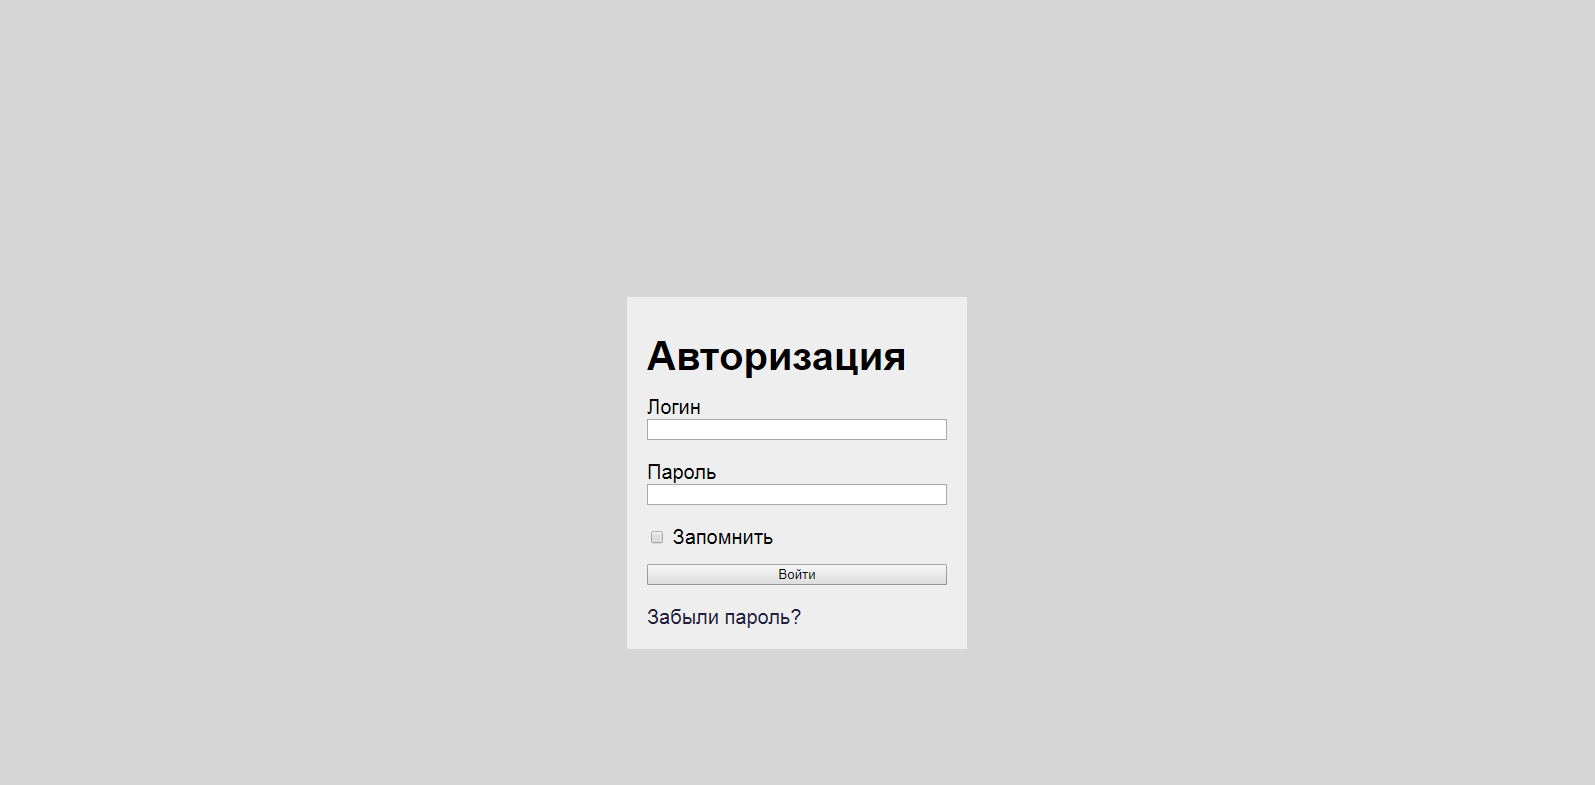 Авторизация
Логин
Пароль
Запомнить
Войти
Забыли пароль?